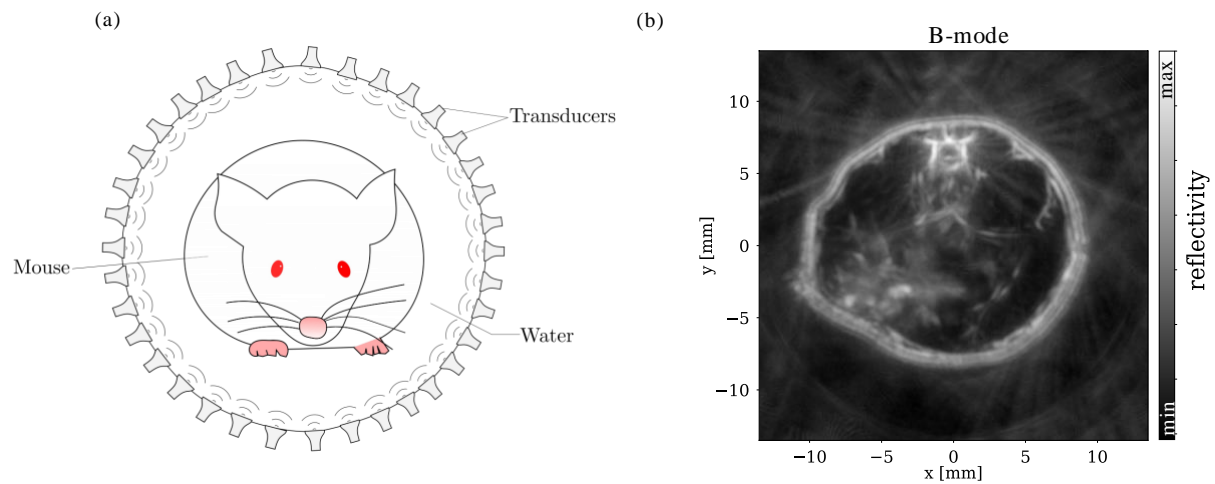 (a)
Transducers
Mouse
Water
(b)
B-mode
10
5
0
−5
−10
y [mm]
−10
−5
0
5
10
x [mm]
max
min
reflectivity